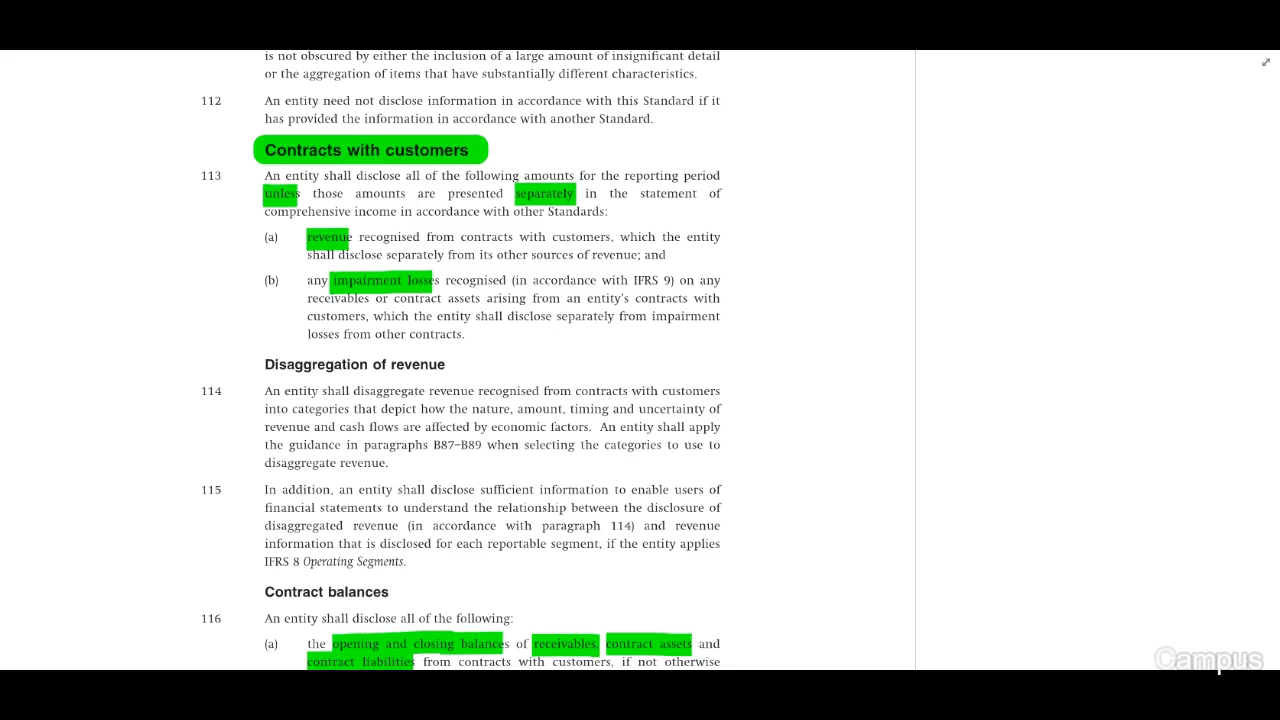 is not obscured by either the inclusion of a large amount of insignificant detail
or the aggregation of items that have substantially different characteristics.
112 An entity need not disclose information in accordance with this Standard if it
has provided the information in accordance with another Standard.
Contracts with customers
113 An entity shall disclose all of the following amounts for the reporting period
unless those amounts are presented separately in the statement of
comprehensive income in accordance with other Standards:
(a) revenue recognised from contracts with customers, which the entity
shall disclose separately from its other sources of revenue; and
(b) any impairment losses recognised (in accordance with IFRS 9) on any
receivables or contract assets arising from an entity's contracts with
customers, which the entity shall disclose separately from impairment
losses from other contracts.
Disaggregation of revenue
114 An entity shall disaggregate revenue recognised from contracts with customers
into categories that depict how the nature, amount, timing and uncertainty of
revenue and cash flows are affected by economic factors. An entity shall apply
the guidance in paragraphs B87–B89 when selecting the categories to use to
disaggregate revenue.
115 In addition, an entity shall disclose sufficient information to enable users of
financial statements to understand the relationship between the disclosure of
disaggregated revenue (in accordance with paragraph 114) and revenue
information that is disclosed for each reportable segment, if the entity applies
IFRS 8 Operating Segments.
Contract balances
116 An entity shall disclose all of the following:
(a) the opening and closing balances of receivables, contract assets and
contract liabilities from contracts with customers, if not otherwise
Campus